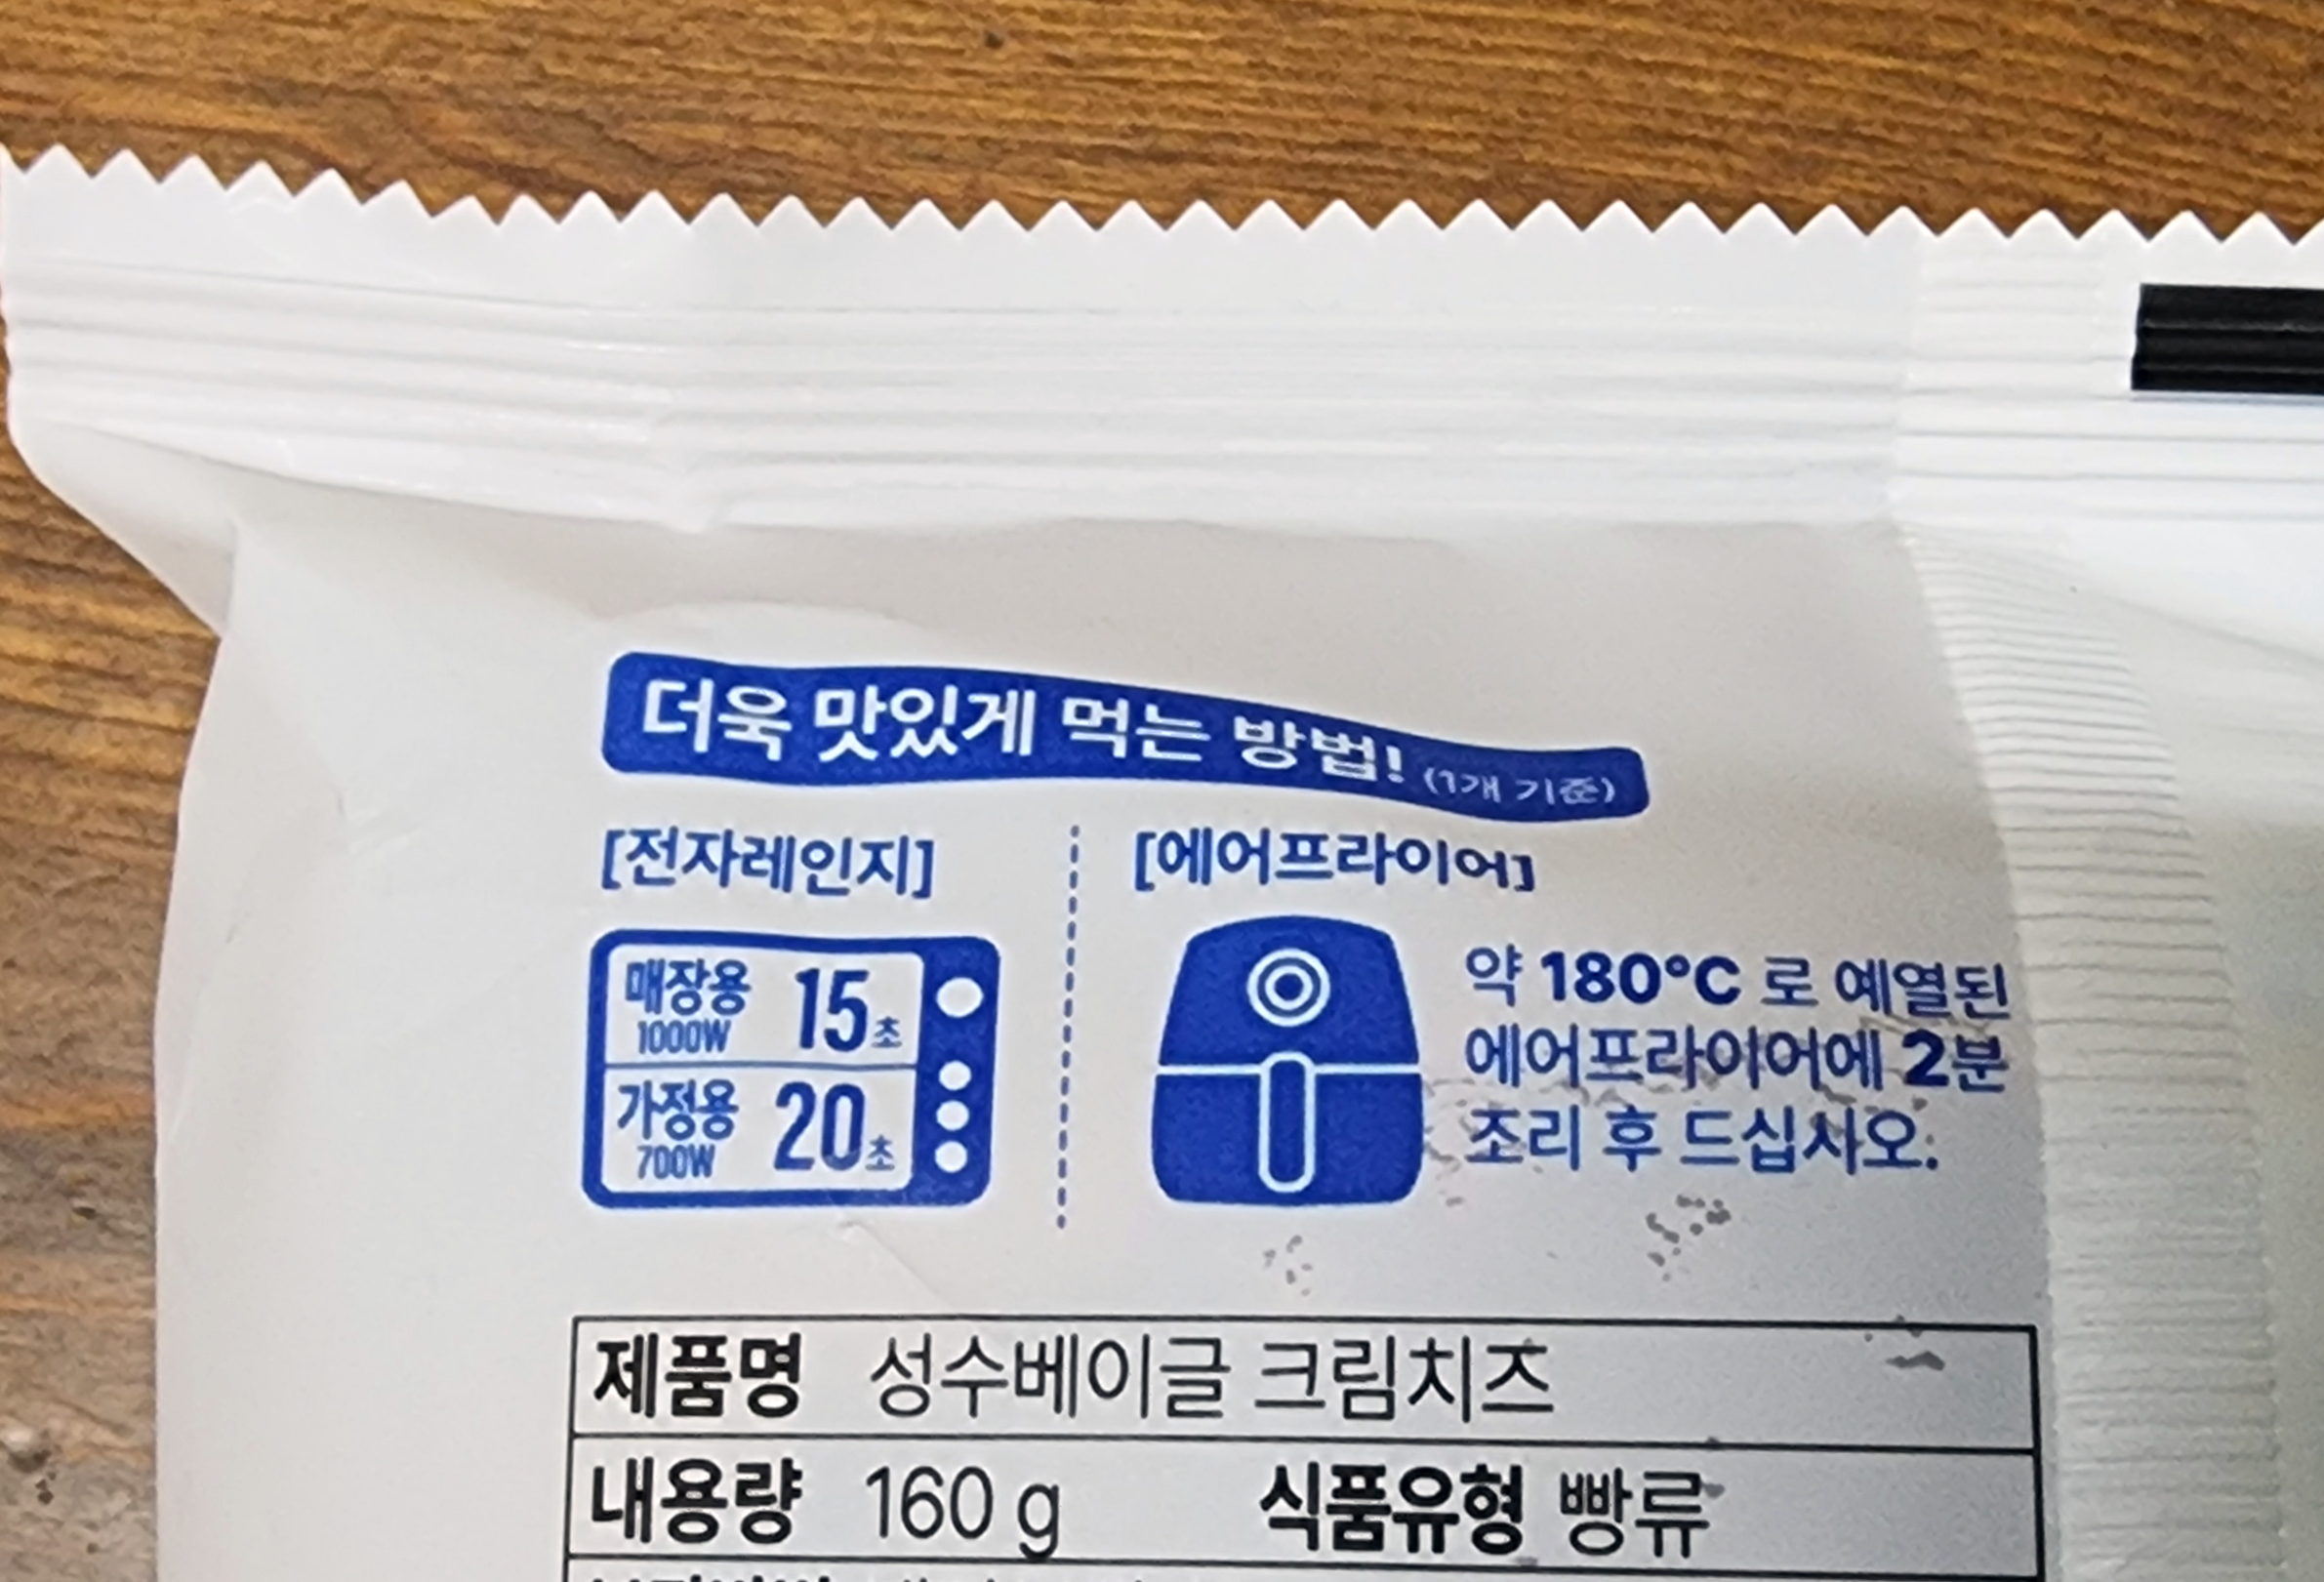 더욱 맛있게 먹는 방법! (1개 기준)
[전자레인지]
매장용 15초
1000W
가정용 20초
700W
[에어프라이어]
약 180°C 로 예열된
에어프라이어에 2분
조리 후 드십시오.
제품명 성수베이글 크림치즈
내용량 160 g 식품유형 빵류